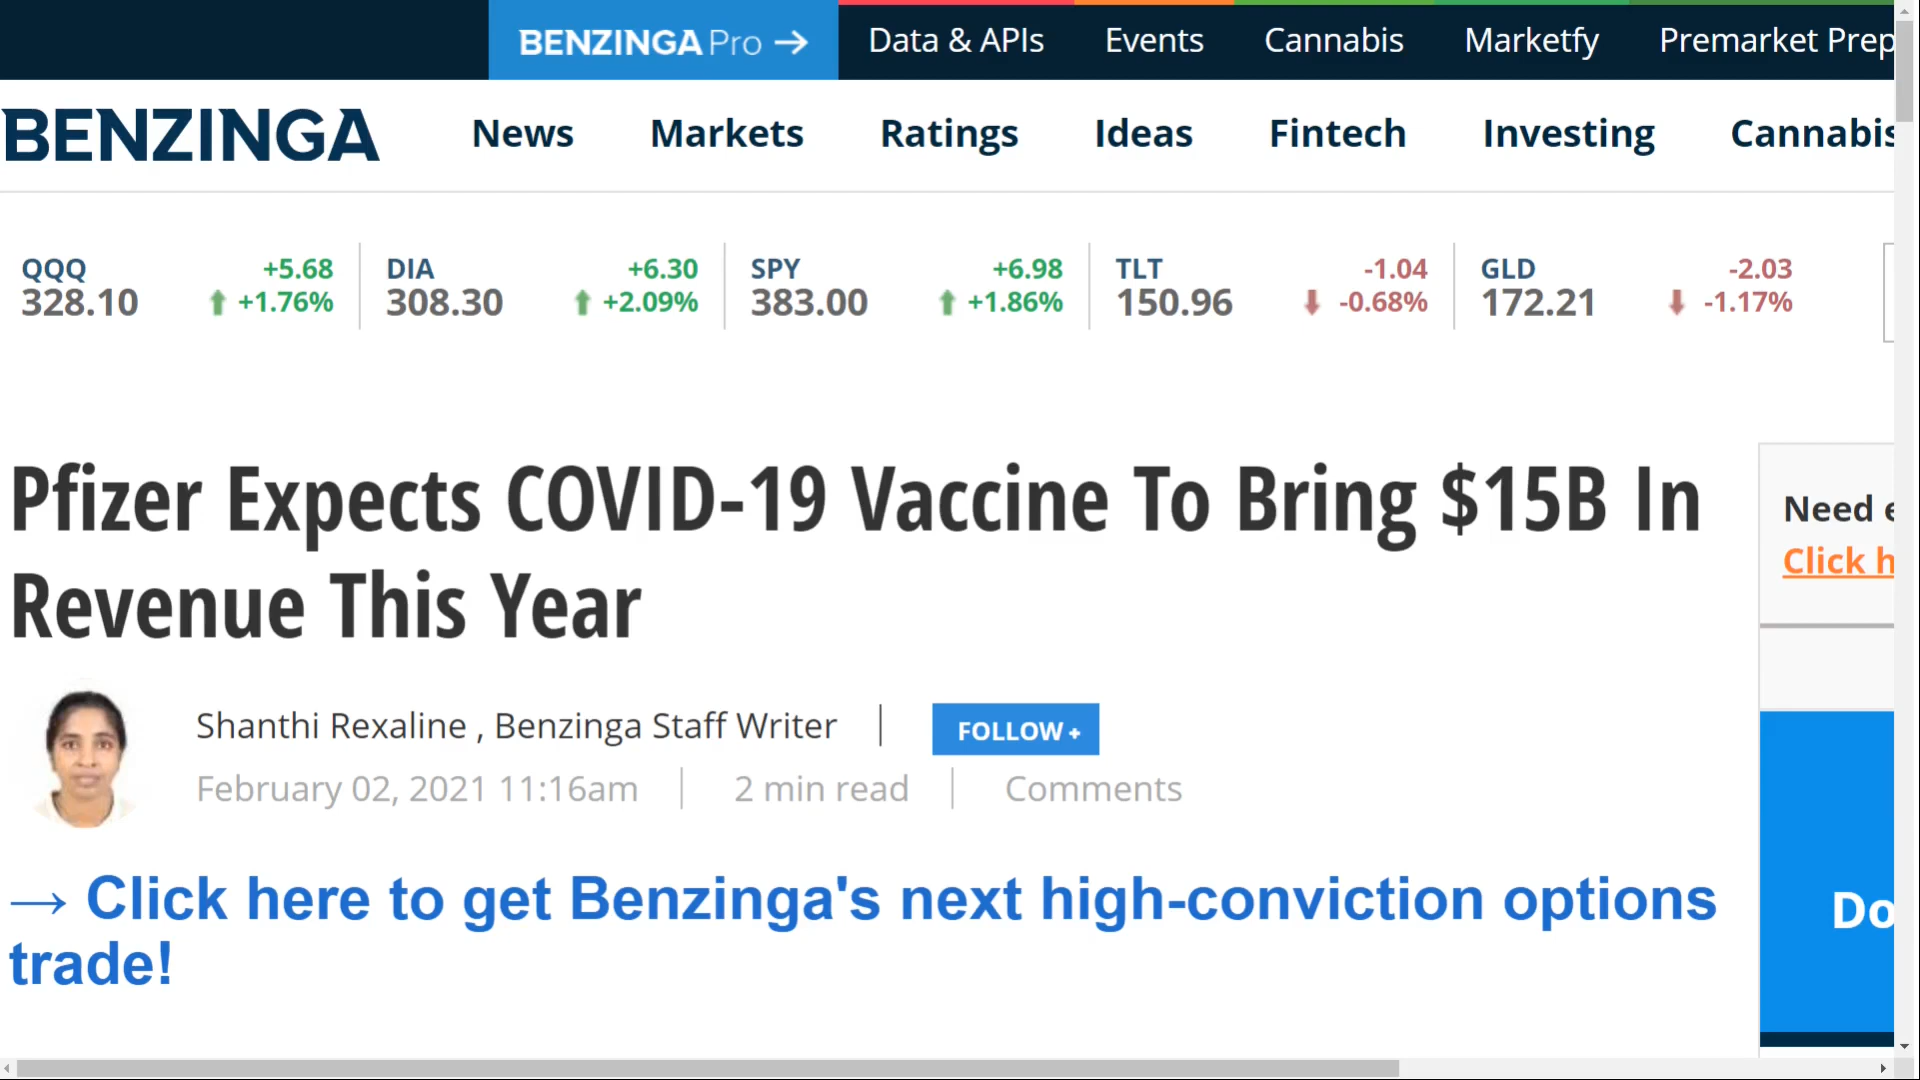 BENZINGA Pro → Data & APIs Events Cannabis Marketfy Premarket Prep
BENZINGA News Markets Ratings Ideas Fintech Investing Cannabis
QQQ +5.68 DIA +6.30 SPY +6.98 TLT -1.04 GLD -2.03
328.10 +1.76% 308.30 +2.09% 383.00 +1.86% 150.96 -0.68% 172.21 -1.17%
Pfizer Expects COVID-19 Vaccine To Bring $15B In
Revenue This Year
Need
Click
Shanthi Rexaline , Benzinga Staff Writer | FOLLOW +
February 02, 2021 11:16am | 2 min read | Comments
→ Click here to get Benzinga's next high-conviction options
trade!
Do